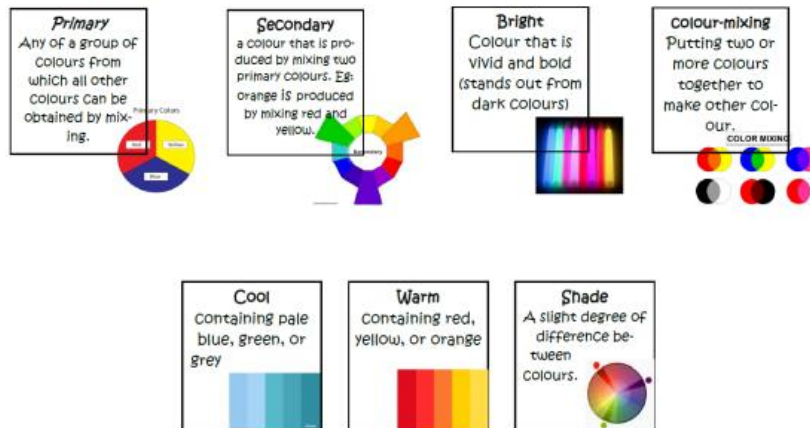 Primary
Any of a group of
colours from
which all other
colours can be
obtained by mix-
ing.
Primary Colors
Red
Yellow
Blue
Secondary
a colour that is pro-
duced by mixing two
primary colours. Eg:
orange is produced
by mixing red and
yellow.
Secondary
Bright
Colour that is
vivid and bold
(stands out from
dark colours)
colour-mixing
Putting two or
more colours
together to
make other col-
our.
COLOR MIXING
Cool
Containing pale
blue, green, or
grey
Warm
Containing red,
yellow, or orange
Shade
A slight degree of
difference be-
tween
colours.